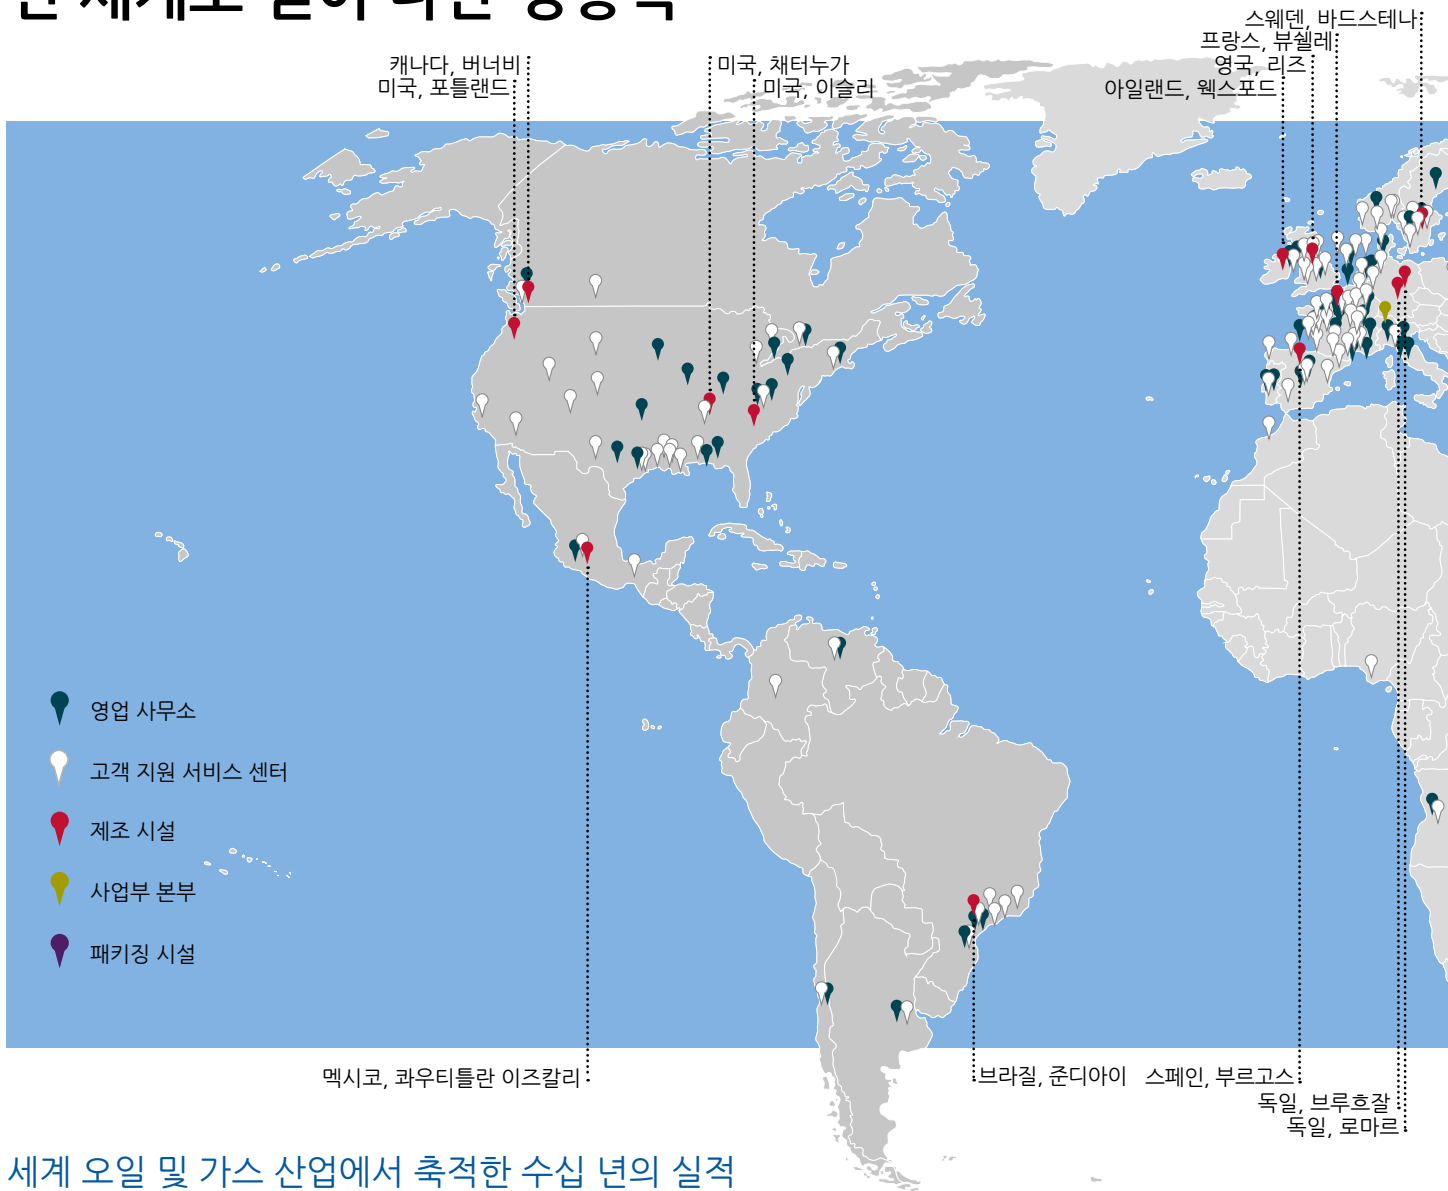 스웨덴, 바드스테나
프랑스, 뷰쉘레
캐나다, 버너비
미국, 채터누가
영국, 리즈
미국, 포틀랜드
미국, 이슬리
아일랜드, 웩스포드
영업 사무소
고객 지원 서비스 센터
제조 시설
사업부 본부
패키징 시설
멕시코, 콰우티틀란 이즈칼리
브라질, 준디아이
스페인, 부르고스
독일, 브루흐잘
독일, 로마르
세계 오일 및 가스 산업에서 축적한 수십 년의 실적